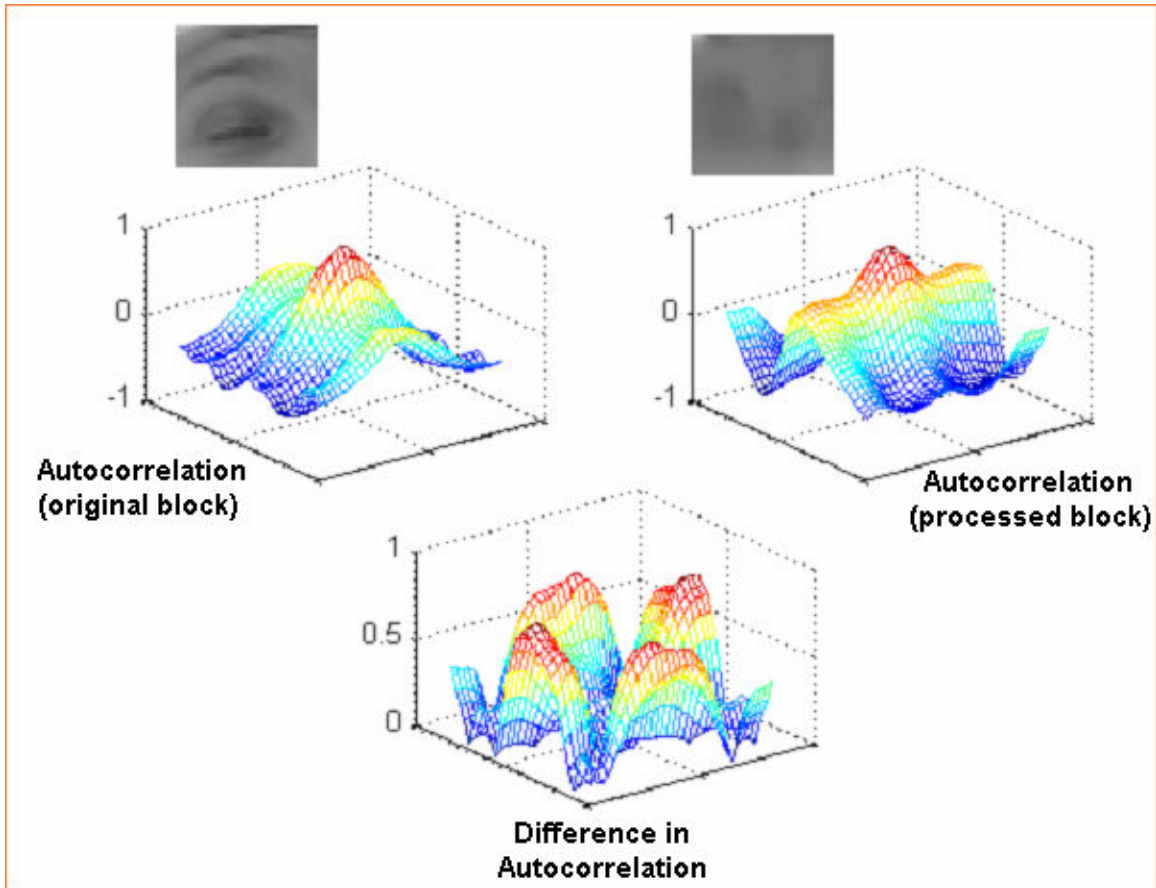 1
0
-1
Autocorrelation
(original block)
1
0
-1
Autocorrelation
(processed block)
1
0.5
0
Difference in
Autocorrelation